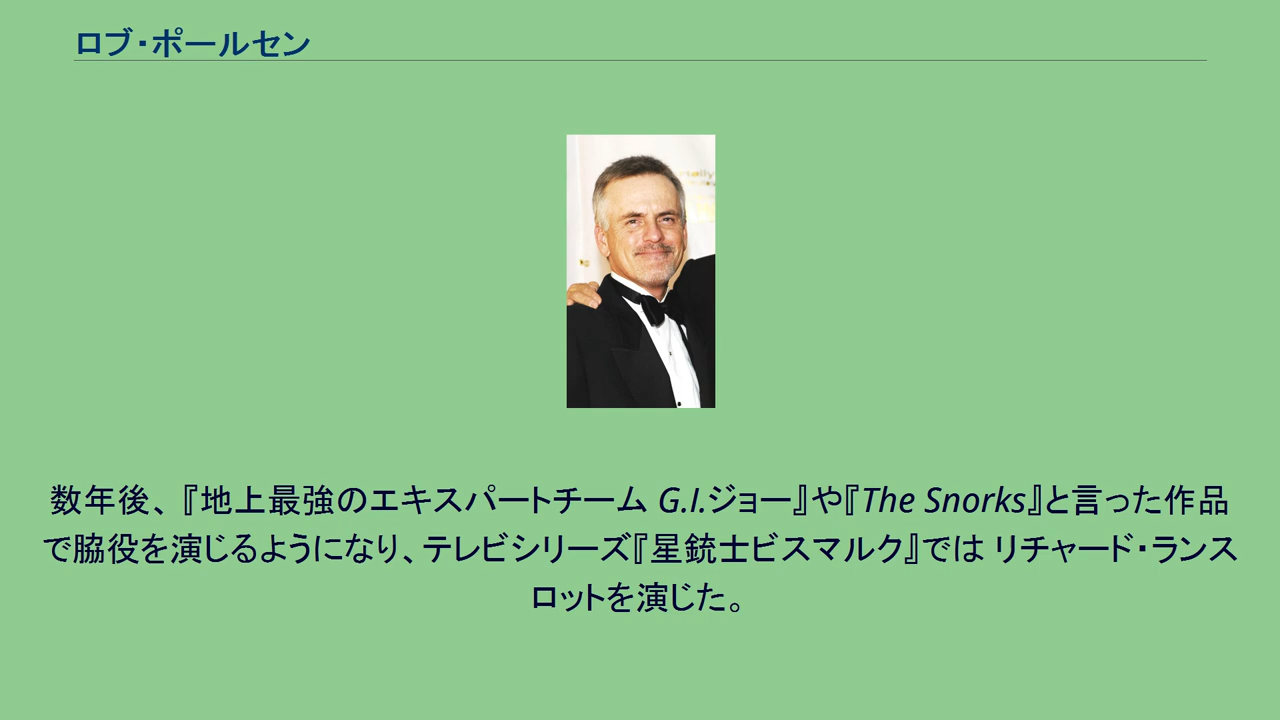 ロブ・ポールセン
数年後、『地上最強のエキスパートチーム G.I.ジョー』や『The Snorks』と言った作品
で脇役を演じるようになり、テレビシリーズ『星銃士ビスマルク』では リチャード・ランス
ロットを演じた。